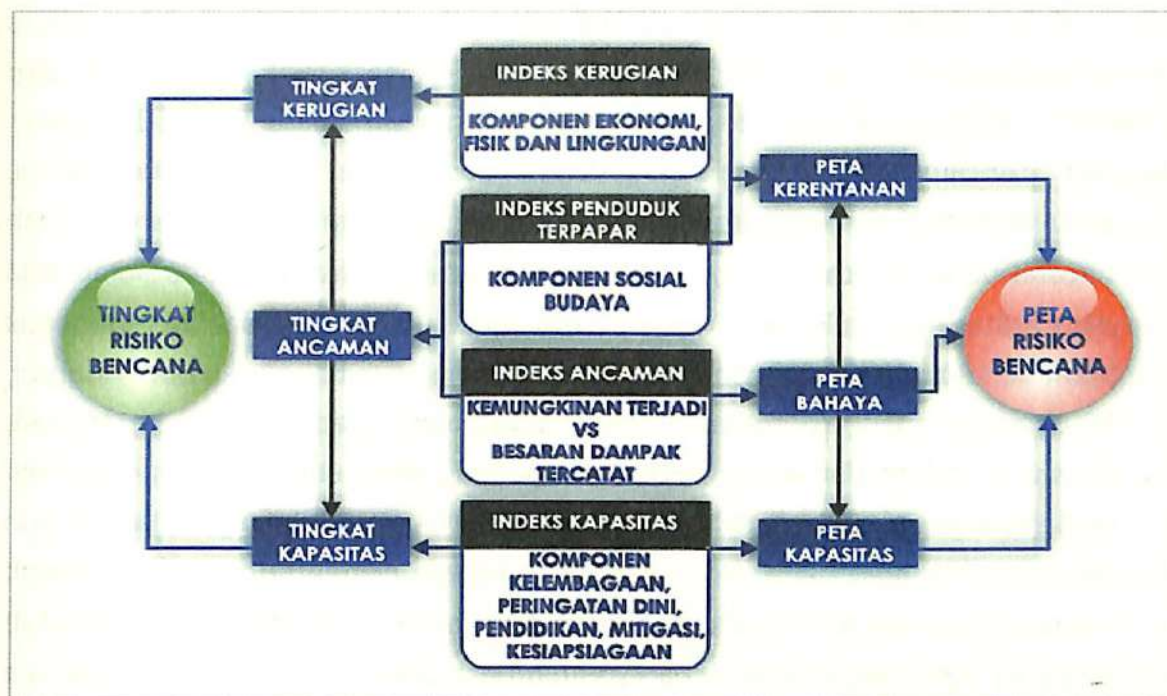 TINGKAT
KERUGIAN
INDEKS KERUGIAN
KOMPONEN EKONOMI,
FISIK DAN LINGKUNGAN
PETA
KERENTANAN
INDEKS PENDUDUK
TERPAPAR
KOMPONEN SOSIAL
BUDAYA
TINGKAT
RISIKO
BENCANA
TINGKAT
ANCAMAN
PETA
RISIKO
BENCANA
INDEKS ANCAMAN
KEMUNGKINAN TERJADI
VS
BESARAN DAMPAK
TERCATAT
PETA
BAHAYA
TINGKAT
KAPASITAS
INDEKS KAPASITAS
KOMPONEN
KELEMBAGAAN,
PERINGATAN DINI,
PENDIDIKAN, MITIGASI,
KESIAPSIAGAAN
PETA
KAPASITAS